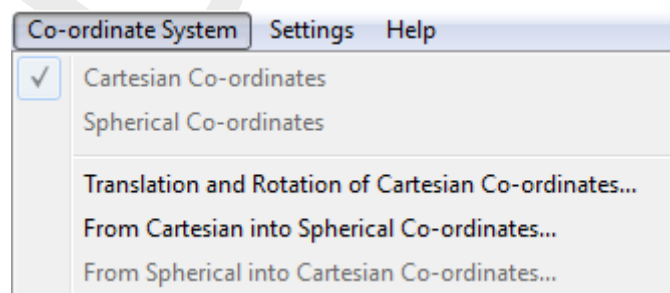 Co-ordinate System Settings Help
Cartesian Co-ordinates
Spherical Co-ordinates
Translation and Rotation of Cartesian Co-ordinates...
From Cartesian into Spherical Co-ordinates...
From Spherical into Cartesian Co-ordinates...